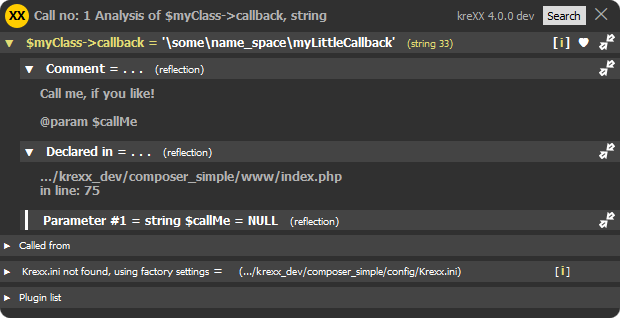 XX Call no: 1 Analysis of $myClass->callback, string kreXX 4.0.0 dev Search
$myClass->callback = '\some\name_space\myLittleCallback' (string 33) [i]
Comment = . . . (reflection)
Call me, if you like!
@param $callMe
Declared in = . . . (reflection)
.../krexx_dev/composer_simple/www/index.php
in line: 75
Parameter #1 = string $callMe = NULL (reflection)
Called from
Krexx.ini not found, using factory settings = (.../krexx_dev/composer_simple/config/Krexx.ini) [i]
Plugin list